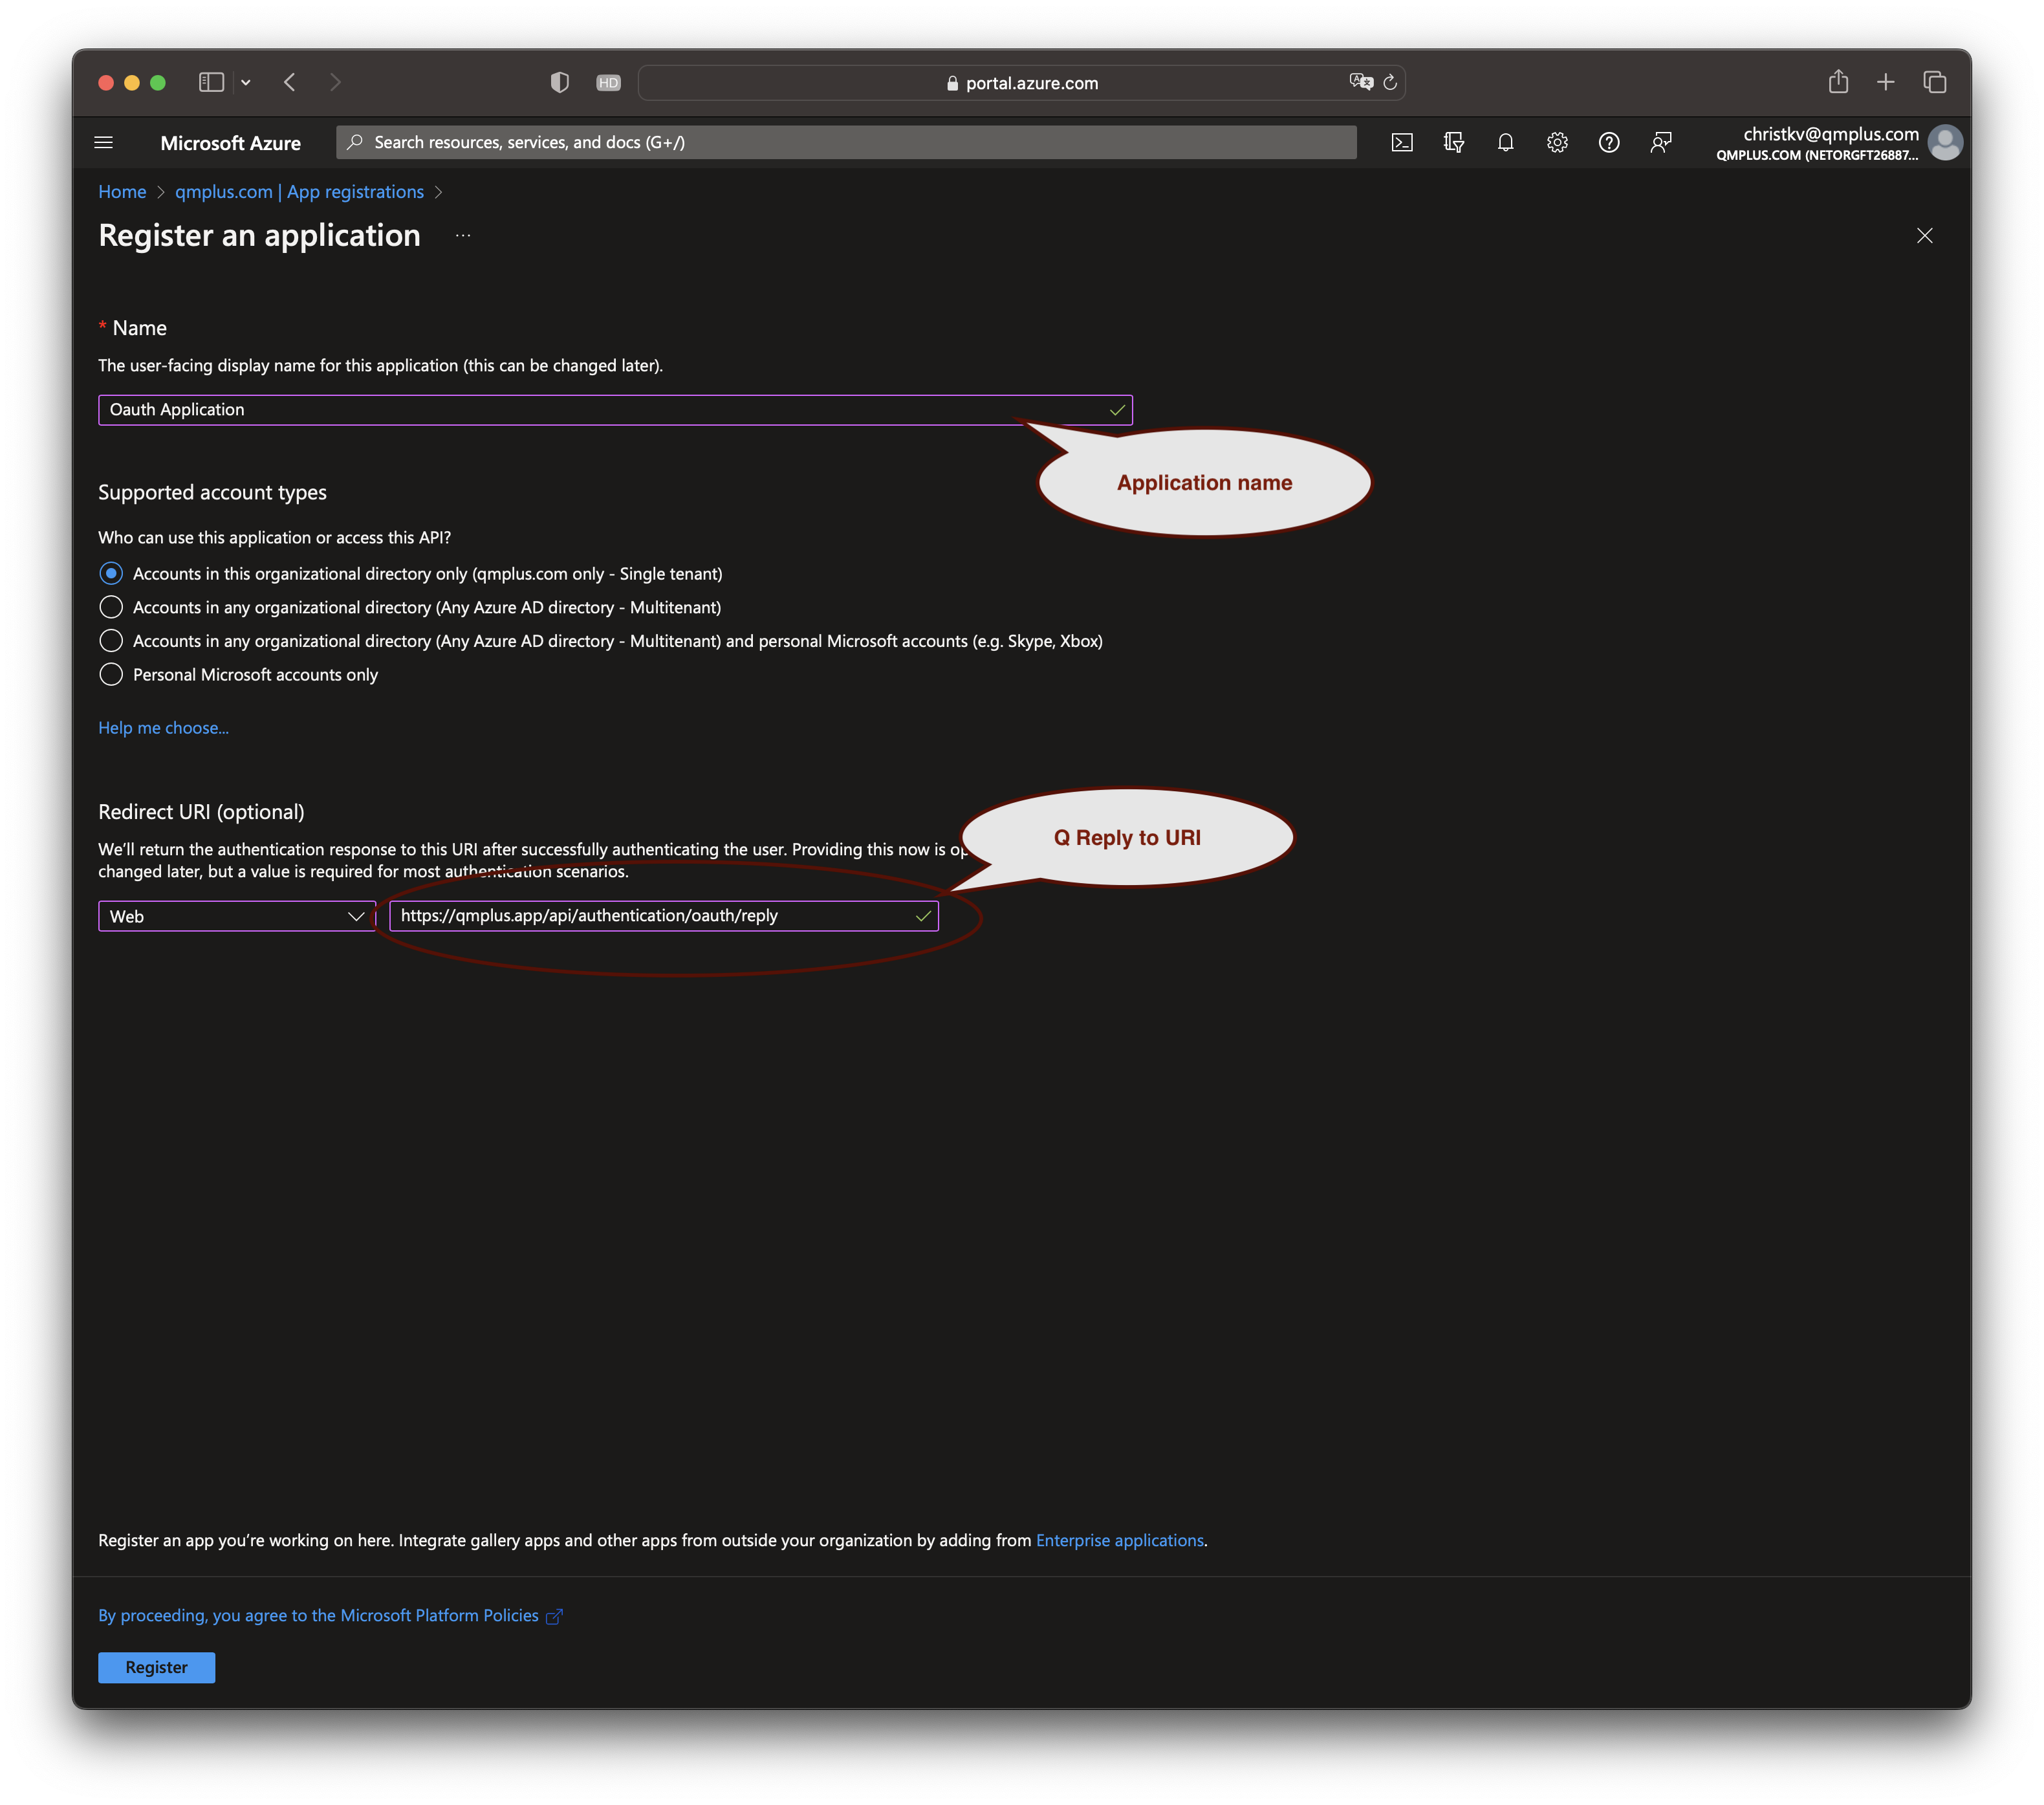 HD
portal.azure.com
Microsoft Azure
Search resources, services, and docs (G+/)
christkv@qmplus.com
QMPLUS.COM (NETORGFT26887...
Home > qmplus.com | App registrations >
Register an application ...
* Name
The user-facing display name for this application (this can be changed later).
Oauth Application
Application name
Supported account types
Who can use this application or access this API?
Accounts in this organizational directory only (qmplus.com only - Single tenant)
Accounts in any organizational directory (Any Azure AD directory - Multitenant)
Accounts in any organizational directory (Any Azure AD directory - Multitenant) and personal Microsoft accounts (e.g. Skype, Xbox)
Personal Microsoft accounts only
Help me choose...
Redirect URI (optional)
Q Reply to URI
We'll return the authentication response to this URI after successfully authenticating the user. Providing this now is
changed later, but a value is required for most authentication scenarios.
Web
https://qmplus.app/api/authentication/oauth/reply
Register an app you're working on here. Integrate gallery apps and other apps from outside your organization by adding from Enterprise applications.
By proceeding, you agree to the Microsoft Platform Policies
Register